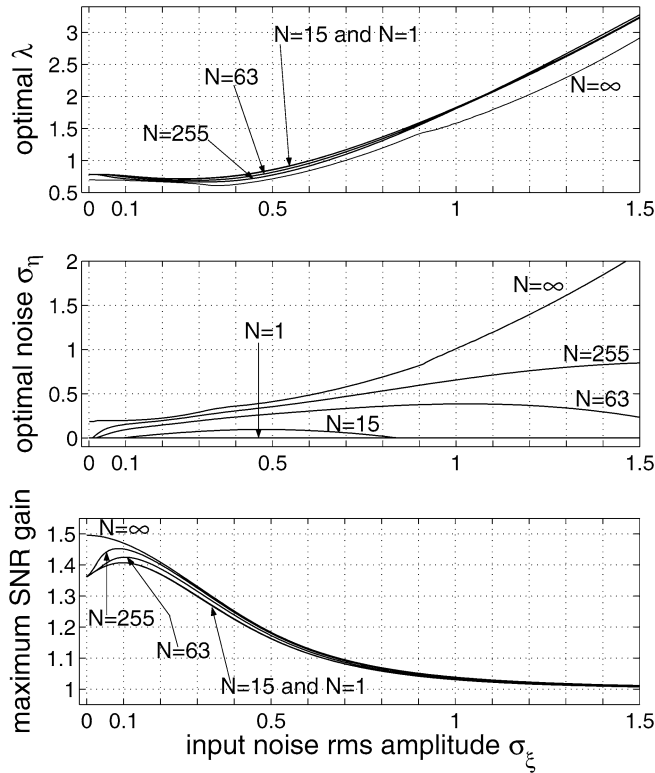 optimal λ
3
2.5
2
1.5
1
0.5
N=15 and N=1
N=63
N=255
N=∞
0 0.1 0.5 1 1.5
optimal noise ση
2
1.5
1
0.5
0
N=∞
N=1
N=255
N=63
N=15
0 0.1 0.5 1 1.5
maximum SNR gain
1.5
1.4
1.3
1.2
1.1
1
N=∞
N=255
N=63
N=15 and N=1
0 0.1 0.5 1 1.5
input noise rms amplitude σξ